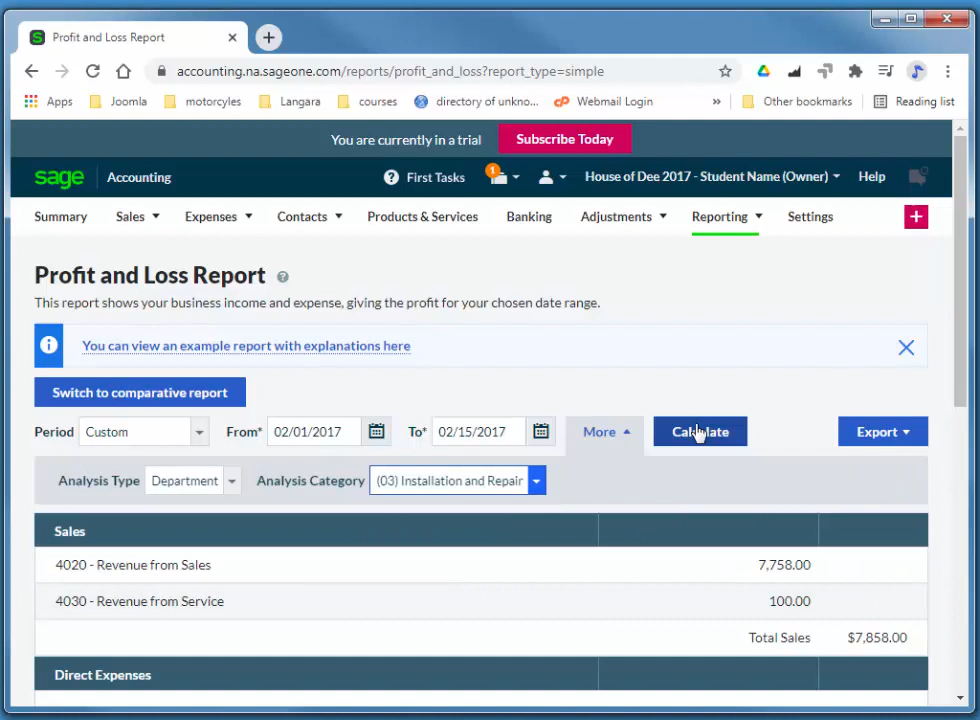 Profit and Loss Report
accounting.na.sageone.com/reports/profit_and_loss?report_type=simple
Apps Joomla motorcyles Langara courses directory of unkno... Webmail Login » Other bookmarks Reading list
You are currently in a trial Subscribe Today
sage Accounting ? First Tasks 1 House of Dee 2017 - Student Name (Owner) Help
Summary Sales Expenses Contacts Products & Services Banking Adjustments Reporting Settings +
Profit and Loss Report ?
This report shows your business income and expense, giving the profit for your chosen date range.
You can view an example report with explanations here
Switch to comparative report
Period Custom From* 02/01/2017 To* 02/15/2017 More Calculate Export
Analysis Type Department Analysis Category (03) Installation and Repair
Sales
4020 - Revenue from Sales 7,758.00
4030 - Revenue from Service 100.00
Total Sales $7,858.00
Direct Expenses